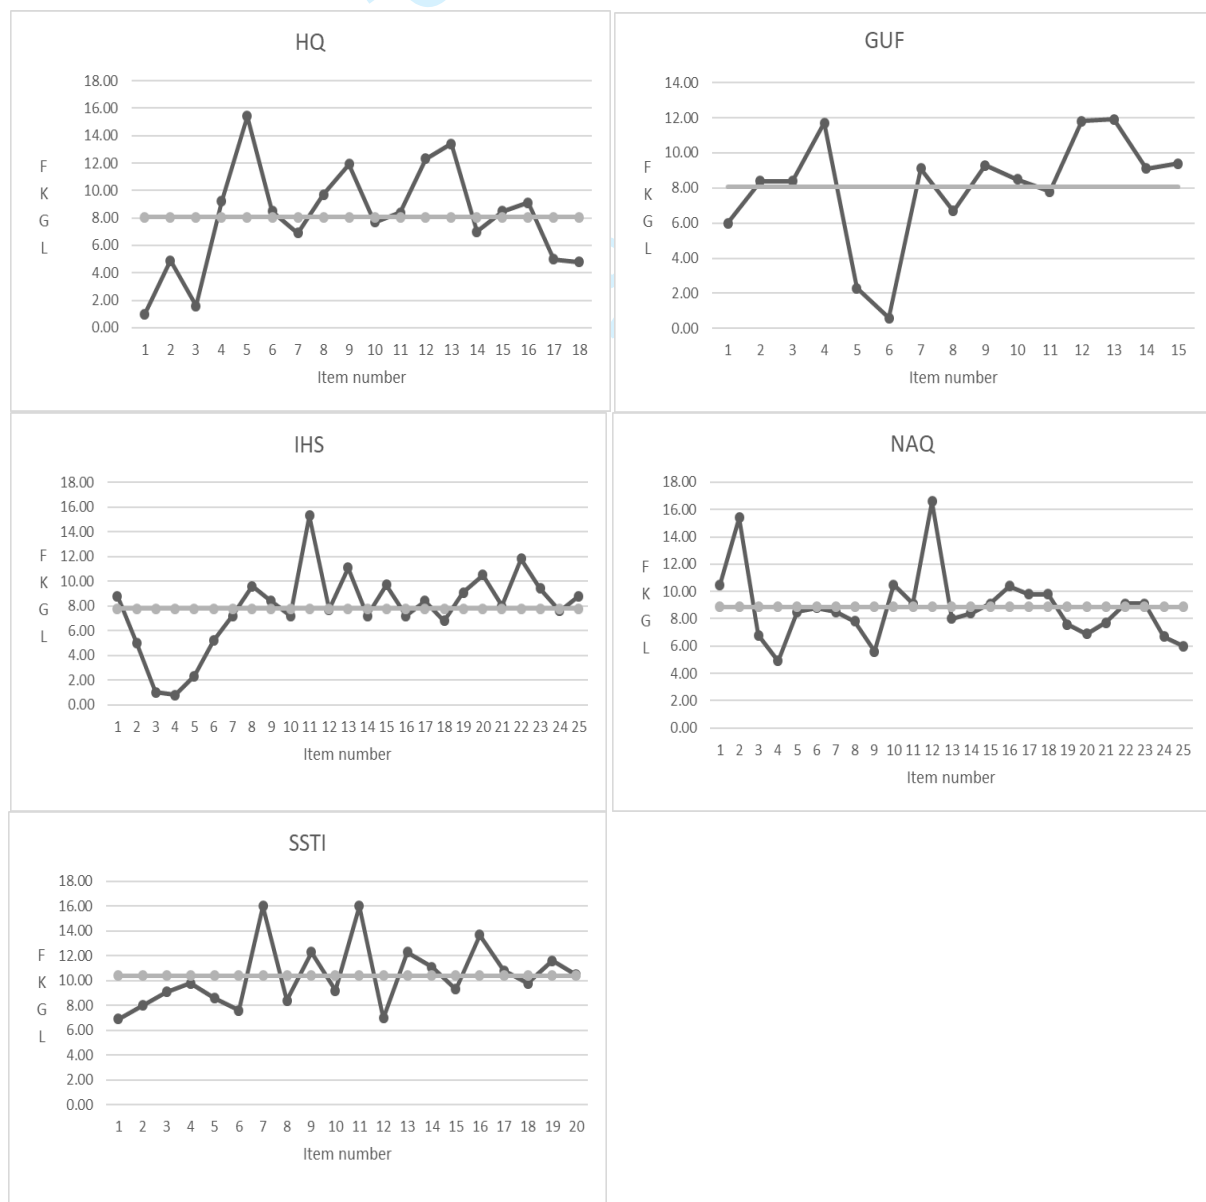 HQ
18.00
16.00
14.00
12.00
10.00
8.00
6.00
4.00
2.00
0.00
F
K
G
L
1 2 3 4 5 6 7 8 9 10 11 12 13 14 15 16 17 18
Item number
GUF
14.00
12.00
10.00
8.00
6.00
4.00
2.00
0.00
F
K
G
L
1 2 3 4 5 6 7 8 9 10 11 12 13 14 15
Item number
IHS
18.00
16.00
14.00
12.00
10.00
8.00
6.00
4.00
2.00
0.00
F
K
G
L
1 2 3 4 5 6 7 8 9 10 11 12 13 14 15 16 17 18 19 20 21 22 23 24 25
Item number
NAQ
18.00
16.00
14.00
12.00
10.00
8.00
6.00
4.00
2.00
0.00
F
K
G
L
1 2 3 4 5 6 7 8 9 10 11 12 13 14 15 16 17 18 19 20 21 22 23 24 25
Item number
SSTI
18.00
16.00
14.00
12.00
10.00
8.00
6.00
4.00
2.00
0.00
F
K
G
L
1 2 3 4 5 6 7 8 9 10 11 12 13 14 15 16 17 18 19 20
Item number